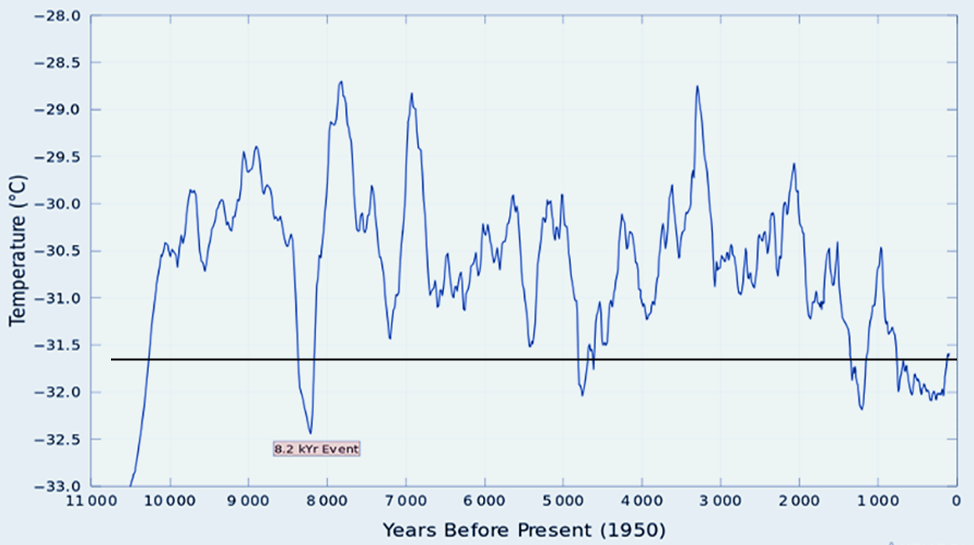 −28.0
−28.5
−29.0
−29.5
−30.0
−30.5
−31.0
−31.5
−32.0
−32.5
−33.0
Temperature (°C)
8.2 kYr Event
11 000 10 000 9 000 8 000 7 000 6 000 5 000 4 000 3 000 2 000 1 000 0
Years Before Present (1950)